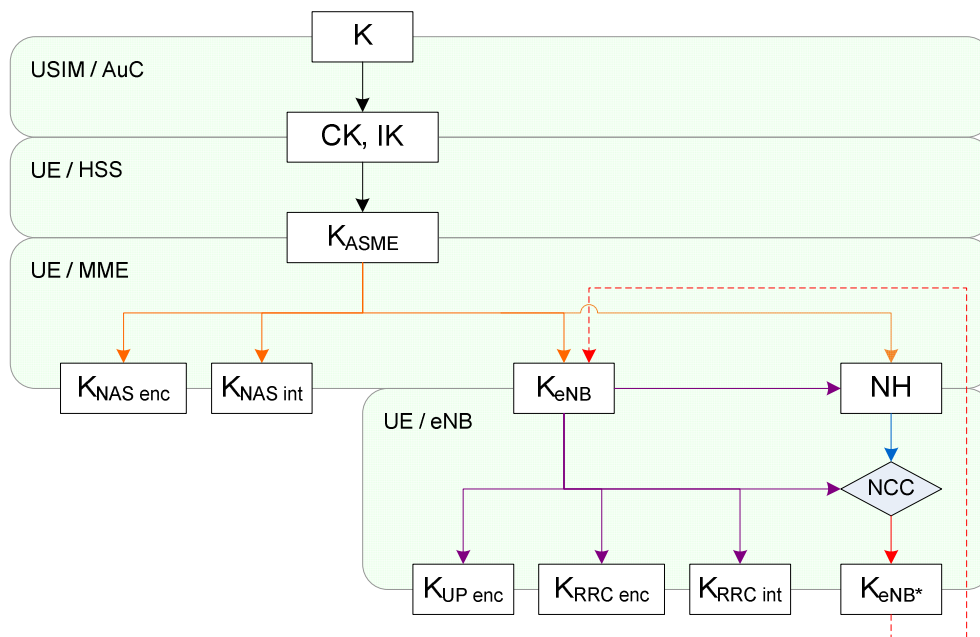 K
USIM / AuC
CK, IK
UE / HSS
KASME
UE / MME
KNAS enc
KNAS int
KeNB
NH
UE / eNB
NCC
KUP enc
KRRC enc
KRRC int
KeNB*